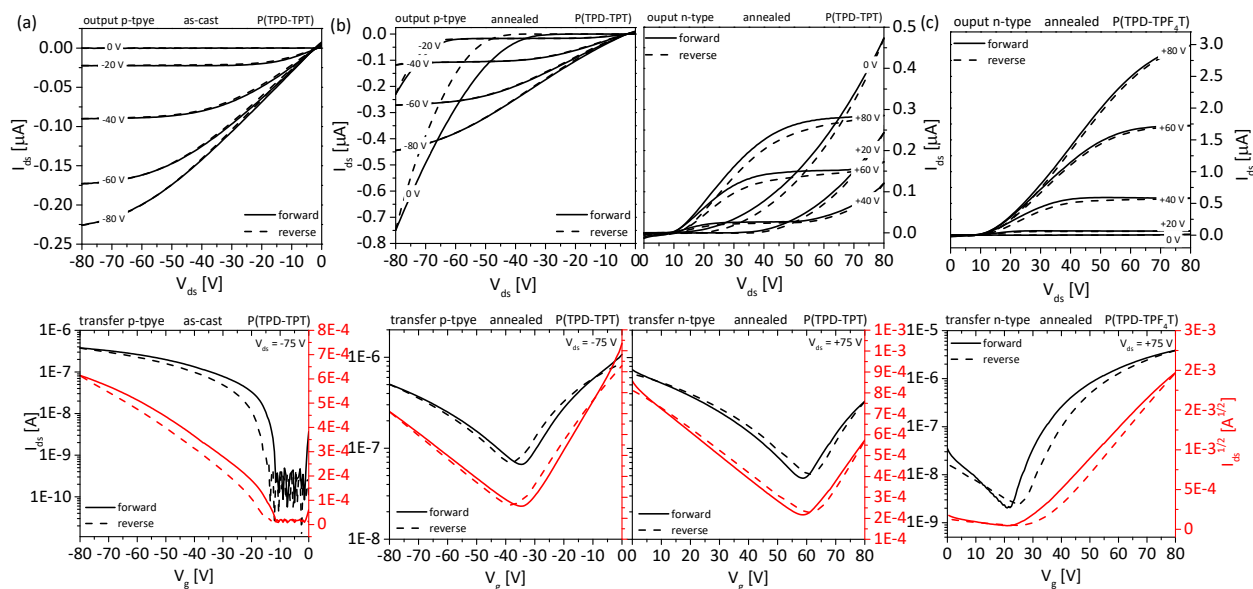 (a)
output p-tpye as-cast P(TPD-TPT)
0.00
-0.05
-0.10
-0.15
-0.20
-0.25
I_ds [µA]
0 V
-20 V
-40 V
-60 V
-80 V
forward
reverse
-80 -70 -60 -50 -40 -30 -20 -10 0
V_ds [V]
(b)
output p-tpye annealed P(TPD-TPT)
0.0
-0.1
-0.2
-0.3
-0.4
-0.5
-0.6
-0.7
-0.8
I_ds [µA]
-20 V
-40 V
-60 V
-80 V
0 V
forward
reverse
-80 -70 -60 -50 -40 -30 -20 -10 0
V_ds [V]
ouput n-type annealed P(TPD-TPT)
forward
reverse
0 V
+80 V
+20 V
+60 V
+40 V
0.5
0.4
0.3
0.2
0.1
0.0
I_ds [µA]
10 20 30 40 50 60 70 80
V_ds [V]
(c)
ouput n-type annealed P(TPD-TPF₄T)
forward
reverse
+80 V
+60 V
+40 V
+20 V
0 V
3.0
2.5
2.0
1.5
1.0
0.5
0.0
I_ds [µA]
0 10 20 30 40 50 60 70 80
V_ds [V]
transfer p-tpye as-cast P(TPD-TPT)
V_ds = -75 V
1E-6
1E-7
1E-8
1E-9
1E-10
I_ds [A]
8E-4
7E-4
6E-4
5E-4
4E-4
3E-4
2E-4
1E-4
0
forward
reverse
-80 -70 -60 -50 -40 -30 -20 -10 0
V_g [V]
transfer p-tpye annealed P(TPD-TPT)
V_ds = -75 V
1E-6
1E-7
1E-8
forward
reverse
-80 -70 -60 -50 -40 -30 -20 -10 0
V_g [V]
transfer n-tpye annealed P(TPD-TPT)
V_ds = +75 V
1E-3
1E-3
9E-4
8E-4
7E-4
6E-4
5E-4
4E-4
3E-4
2E-4
1E-4
forward
reverse
10 20 30 40 50 60 70 80
V_g [V]
transfer n-type annealed P(TPD-TPF₄T)
forward
reverse
V_ds = +75 V
1E-5
1E-6
1E-7
1E-8
1E-9
3E-3
2E-3
2E-3
1E-3
5E-4
0
I_ds^1/2 [A^1/2]
0 10 20 30 40 50 60 70 80
V_g [V]